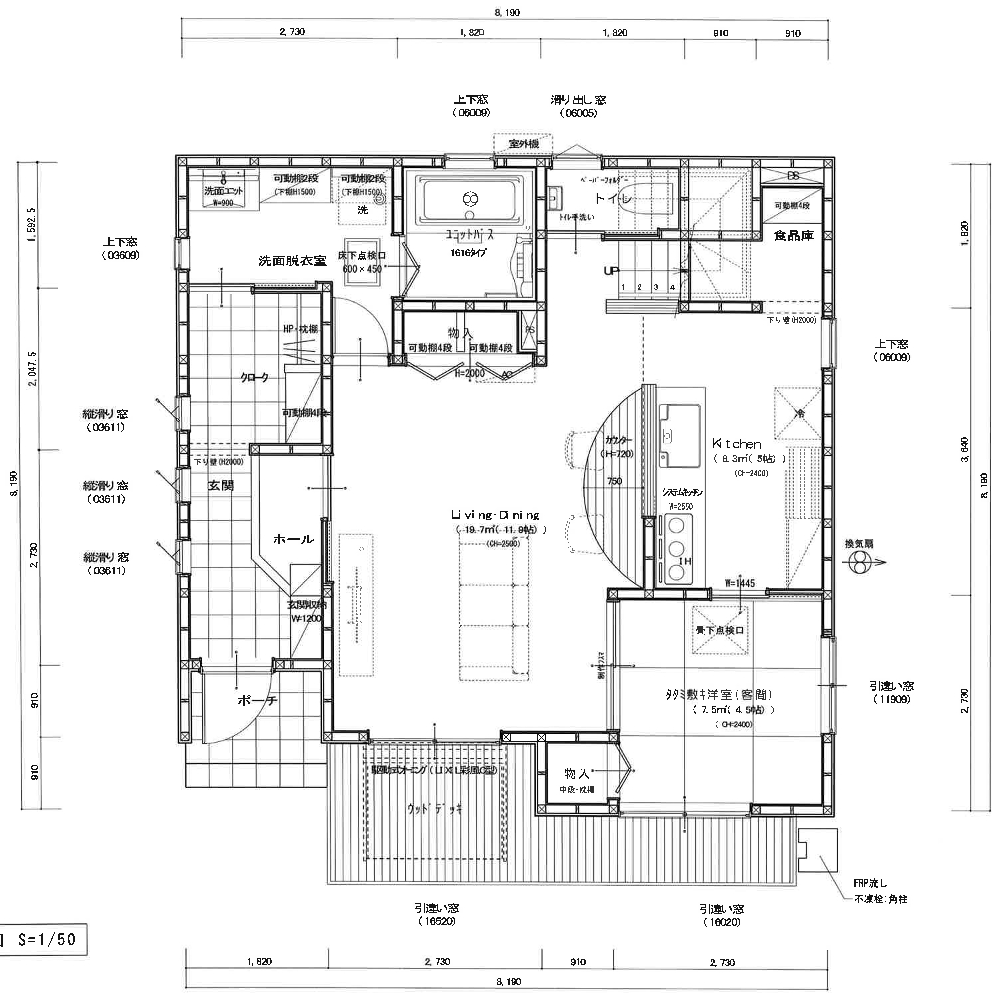 8,190
2,730
1,820
1,820
910
910
上下窓
(06009)
滑り出し窓
(06005)
室外機
洗面ユニット
W=900
可動棚2段
(下棚H1500)
可動棚2段
(下棚H1500)
洗
ユニットバス
1616タイプ
ペーパーフォルダー
トイレ
トイレ手洗い
PS
可動棚4段
食品庫
1,592.5
上下窓
(03609)
洗面脱衣室
床下点検口
600×450
UP
1 2 3 4
1,820
下り壁(H2000)
上下窓
(06009)
HP・枕棚
クローク
可動棚4段
物入
可動棚4段
可動棚4段
PS
H=2000
AC
2,047.5
縦滑り窓
(03611)
下り壁(H2000)
玄関
縦滑り窓
(03611)
ホール
縦滑り窓
(03611)
玄関収納
W=1200
カウンター
(H=720)
750
Kitchen
(8.3㎡(5帖))
(CH=2400)
冷
システムキッチン
W=2550
IH
3,640
8,190
8,190
Living・Dining
(19.7㎡(11.9帖))
(CH=2500)
換気扇
W=1445
2,730
畳下点検口
タタミ敷キ洋室(客間)
(7.5㎡(4.5帖))
(CH=2400)
引違い窓
(11909)
2,730
910
910
ポーチ
物入
中段・枕棚
駆動式オーニング(LIXIL彩風C型)
ウッドデッキ
FRP流し
不凍栓:角柱
引違い窓
(16520)
引違い窓
(16020)
S=1/50
1,820
2,730
910
2,730
8,190